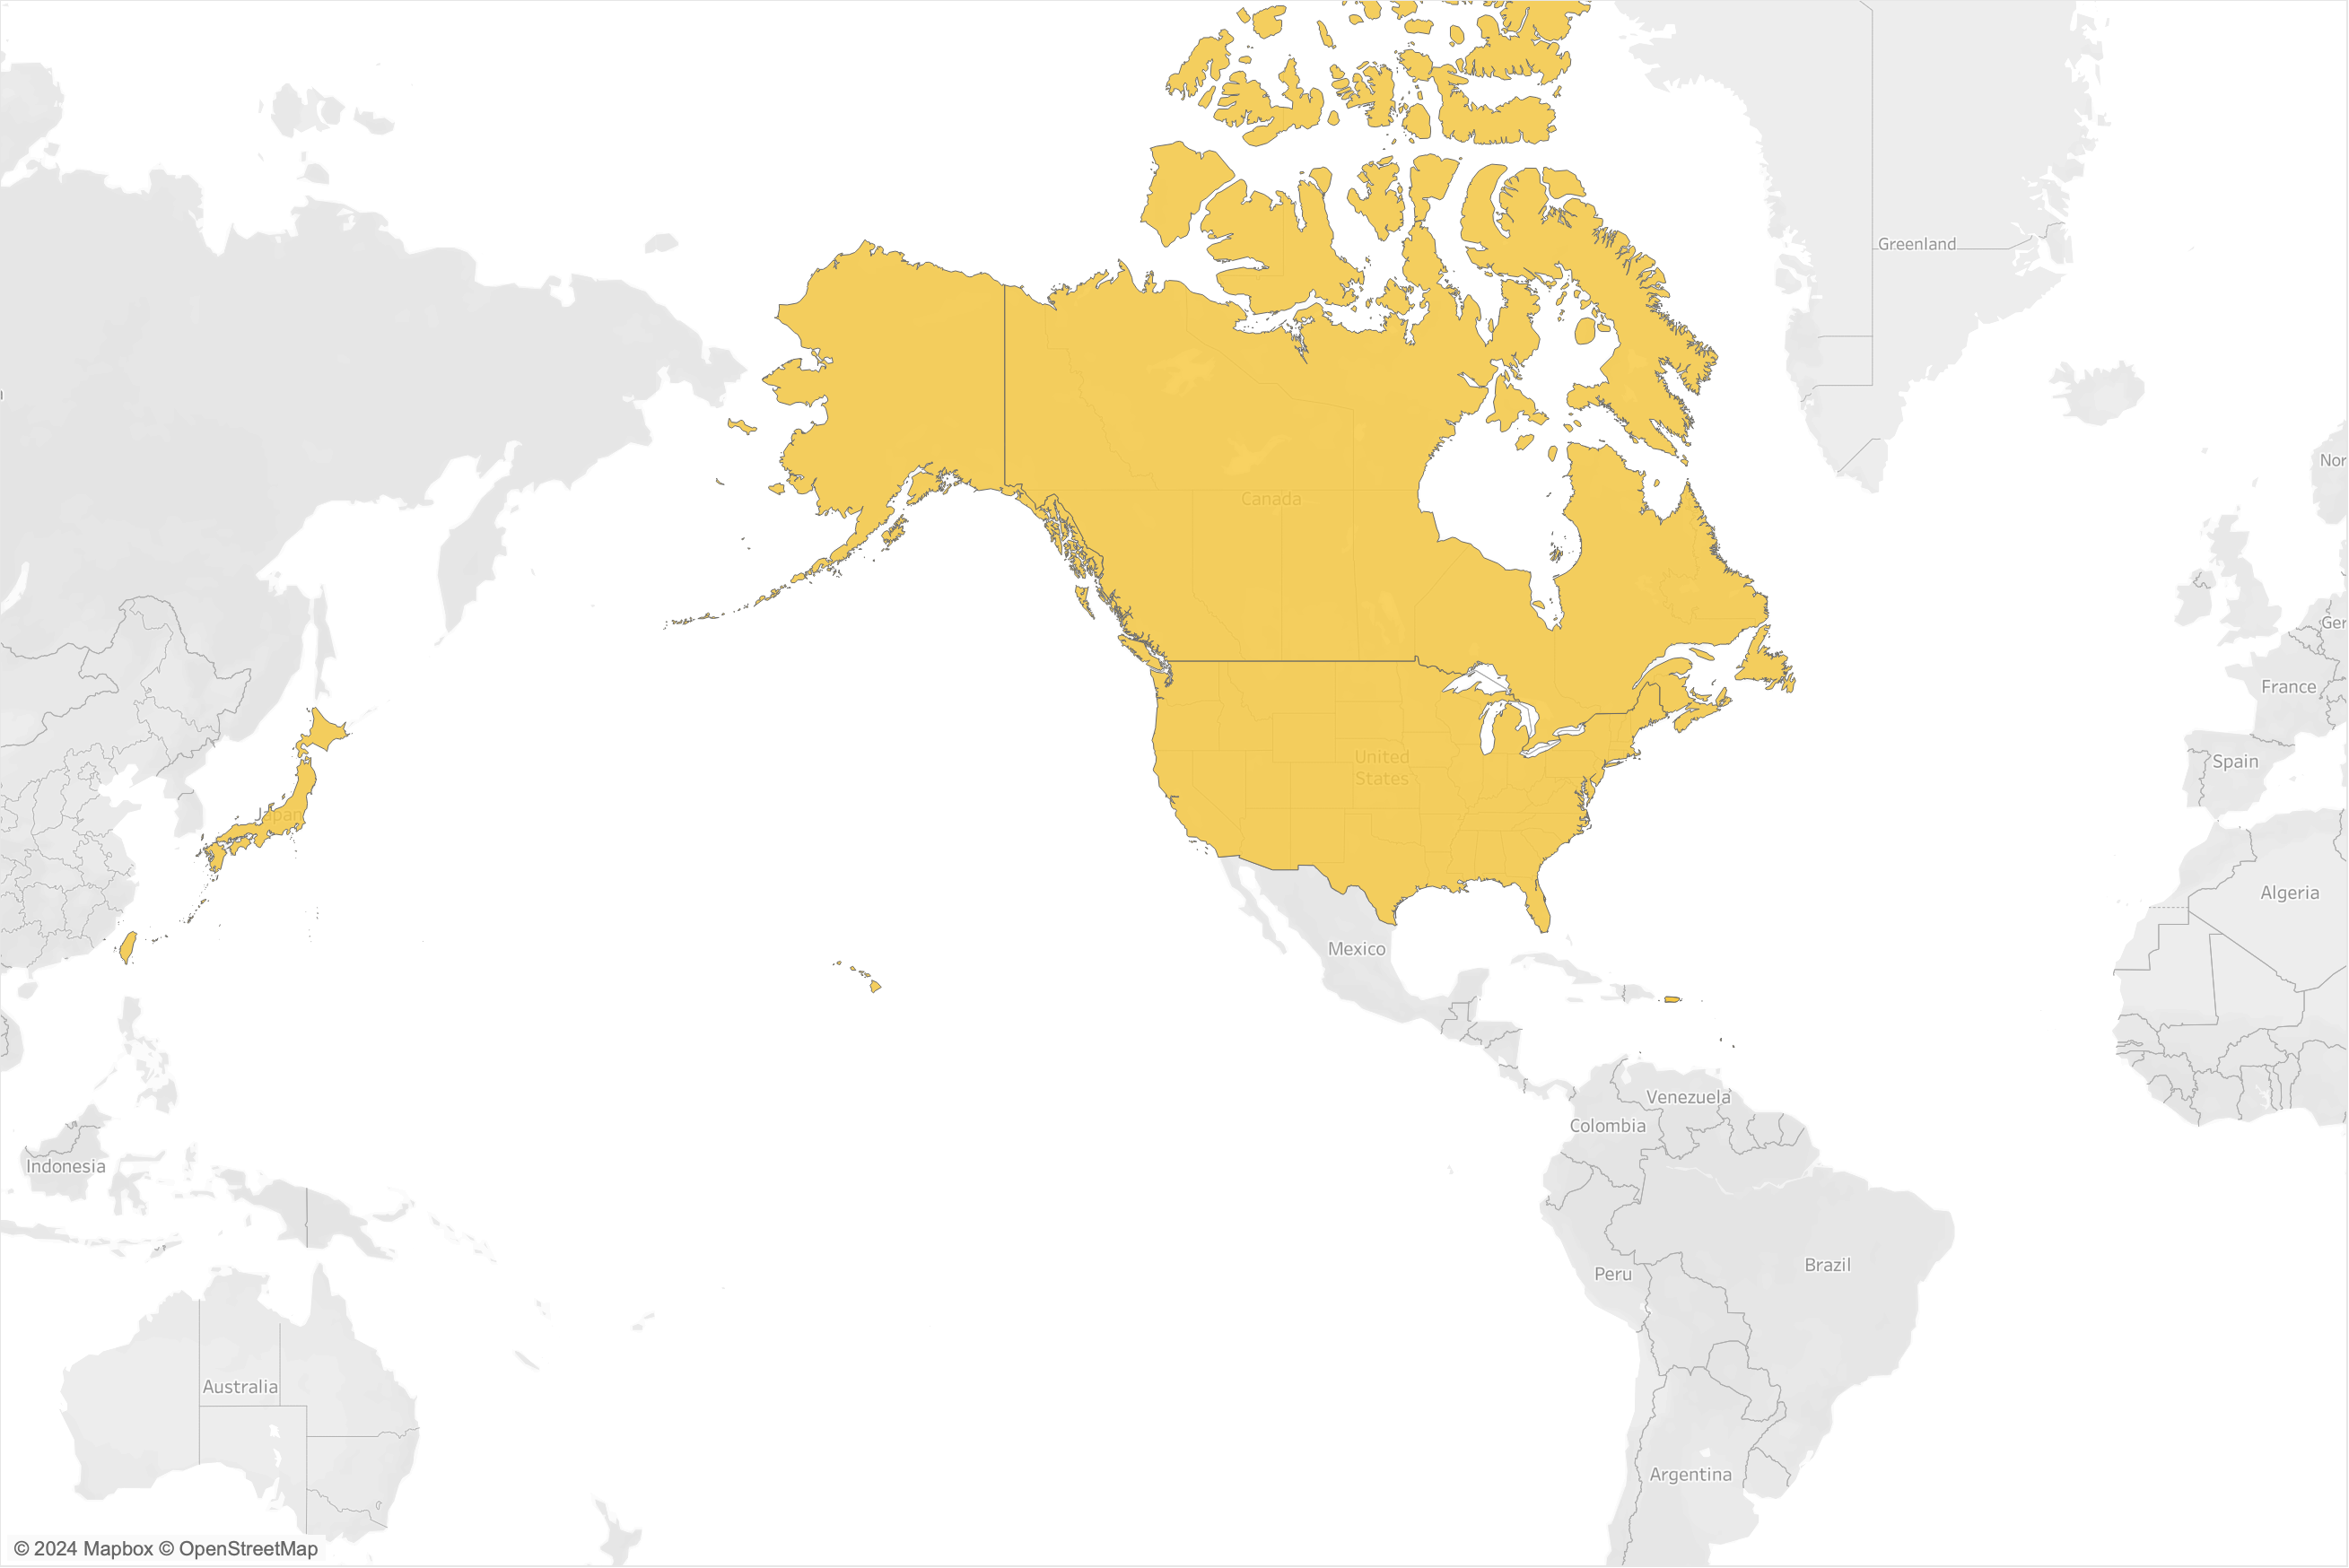 Greenland
Nor
Canada
Ger
France
United
States
Spain
Japan
Algeria
Mexico
Venezuela
Colombia
Indonesia
Brazil
Peru
Australia
Argentina
© 2024 Mapbox © OpenStreetMap